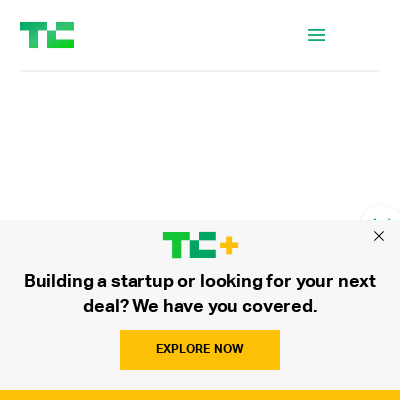 TC
TC+
Building a startup or looking for your next
deal? We have you covered.
EXPLORE NOW